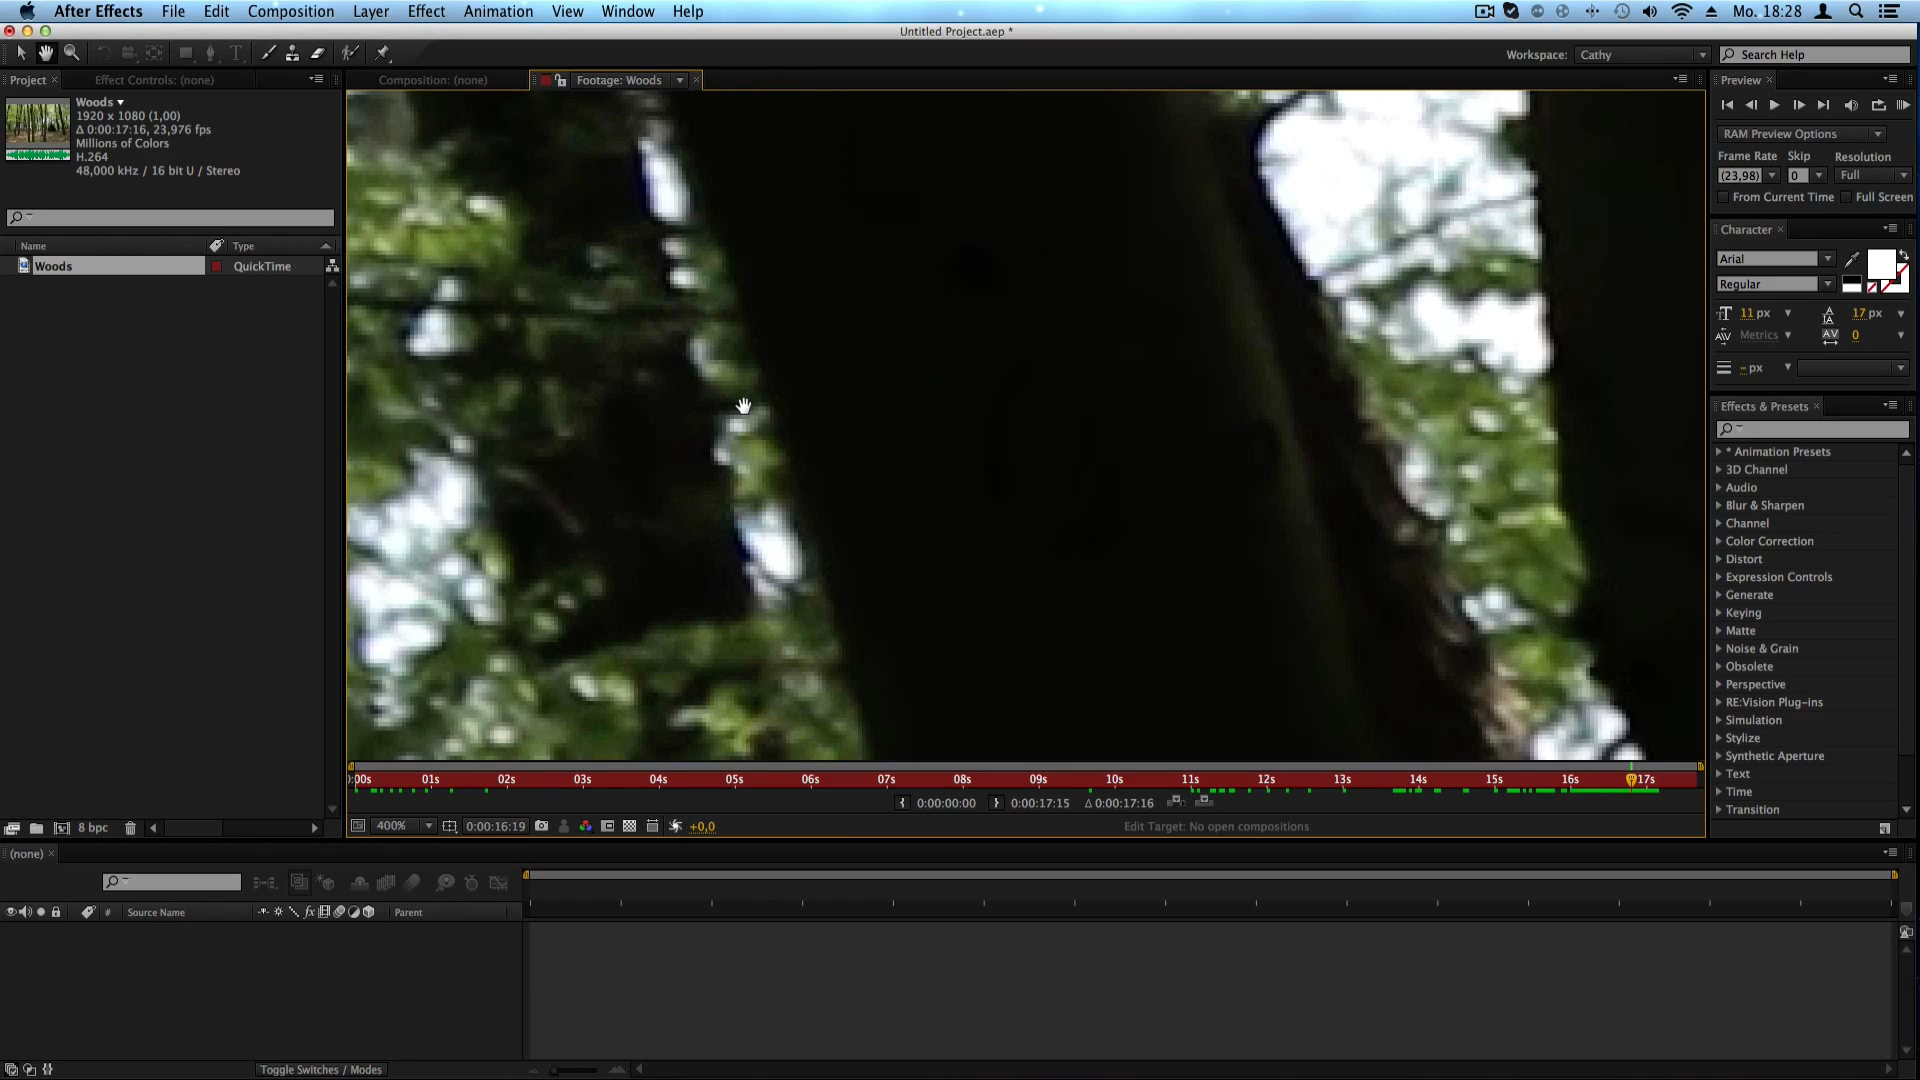 After Effects File Edit Composition Layer Effect Animation View Window Help Mo. 18:28
Untitled Project.aep *
Workspace: Cathy Search Help
Project Effect Controls: (none) Composition: (none) Footage: Woods Preview
Woods
1920 x 1080 (1,00)
Δ 0:00:17:16, 23,976 fps
Millions of Colors
H.264
48,000 kHz / 16 bit U / Stereo
RAM Preview Options
Frame Rate Skip Resolution
(23,98) 0 Full
From Current Time Full Screen
Character
Arial
Regular
11 px 17 px
Metrics 0
- px
Name Type
Woods QuickTime
Effects & Presets
* Animation Presets
3D Channel
Audio
Blur & Sharpen
Channel
Color Correction
Distort
Expression Controls
Generate
Keying
Matte
Noise & Grain
Obsolete
Perspective
RE:Vision Plug-ins
Simulation
Stylize
Synthetic Aperture
Text
Time
Transition
:00s 01s 02s 03s 04s 05s 06s 07s 08s 09s 10s 11s 12s 13s 14s 15s 16s 17s
{ 0:00:00:00 } 0:00:17:15 Δ 0:00:17:16
8 bpc 400% 0:00:16:19 +0,0 Edit Target: No open compositions
(none)
# Source Name fx Parent
Toggle Switches / Modes